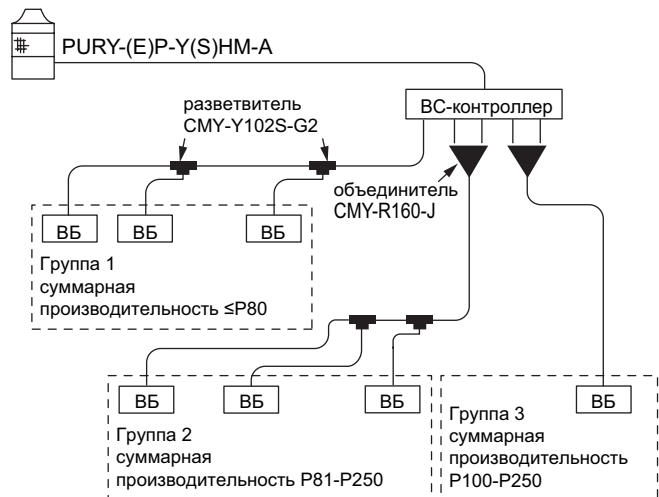 PURY-(E)P-Y(S)HM-A
BC-контроллер
разветвитель
CMY-Y102S-G2
объединитель
CMY-R160-J
ВБ
ВБ
ВБ
Группа 1
суммарная
производительность ≤P80
ВБ
ВБ
ВБ
Группа 2
суммарная
производительность P81-P250
ВБ
Группа 3
суммарная
производительность
P100-P250